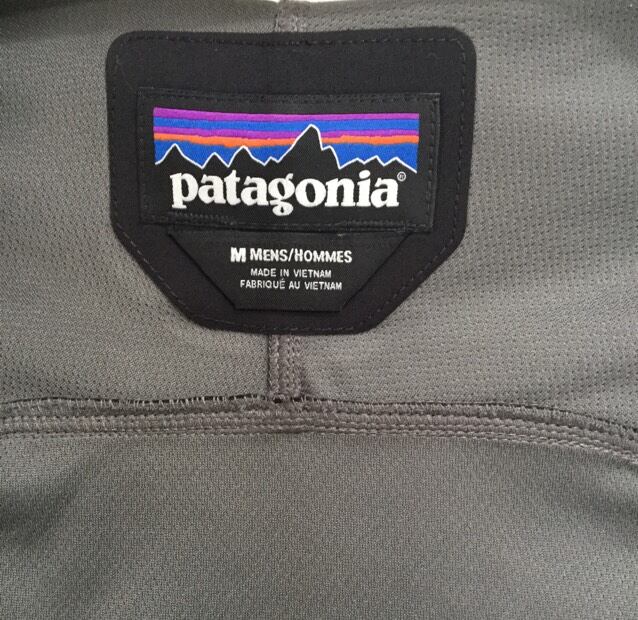 patagonia®
M MENS/HOMMES
MADE IN VIETNAM
FABRIQUÉ AU VIETNAM